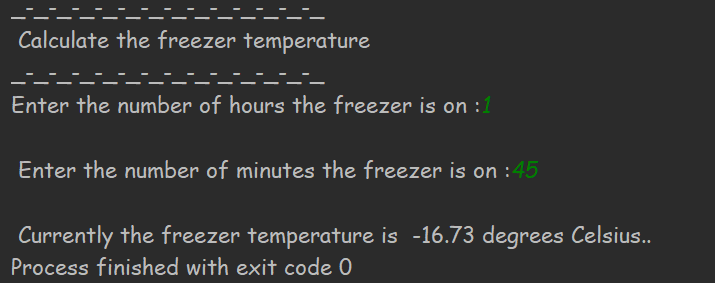 _-_-_-_-_-_-_-_-_-_-_-_-_-_
Calculate the freezer temperature
_-_-_-_-_-_-_-_-_-_-_-_-_-_
Enter the number of hours the freezer is on :1
Enter the number of minutes the freezer is on :45
Currently the freezer temperature is  -16.73 degrees Celsius..
Process finished with exit code 0